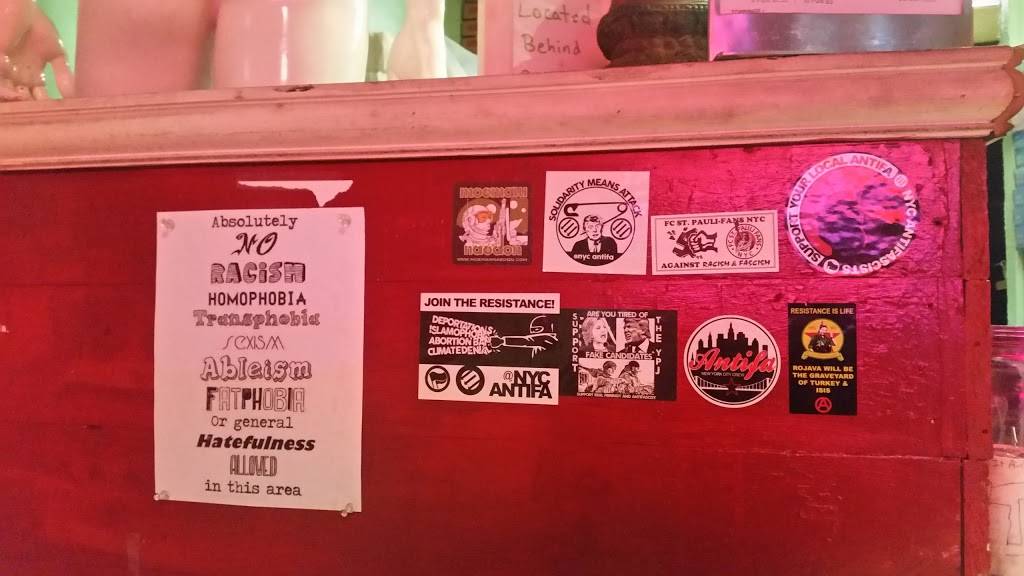 Located
Behind
Absolutely
NO
RACISM
HOMOPHOBIA
Transphobia
SEXISM
Ableism
FATPHOBIA
Or general
Hatefulness
ALLOWED
in this area
SOLIDARITY MEANS ATTACK
@nyc antifa
FC ST. PAULI-FANS NYC
AGAINST RACISM & FASCISM
SUPPORT YOUR LOCAL ANTIFA @ NYC ANTIFASCISTS
JOIN THE RESISTANCE!
DEPORTATIONS
ISLAMOPHOBIA
ABORTION BAN
CLIMATE DENIAL
@NYC
ANTIFA
ARE YOU TIRED OF
FAKE CANDIDATES
SUPPORT
THE YPJ
Antifa
NEW YORK CITY CREW
RESISTANCE IS LIFE
ROJAVA WILL BE
THE GRAVEYARD
OF TURKEY &
ISIS